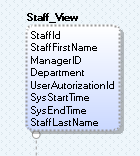 Staff_View
StaffId
StaffFirstName
ManagerID
Department
UserAutorizationId
SysStartTime
SysEndTime
StaffLastName